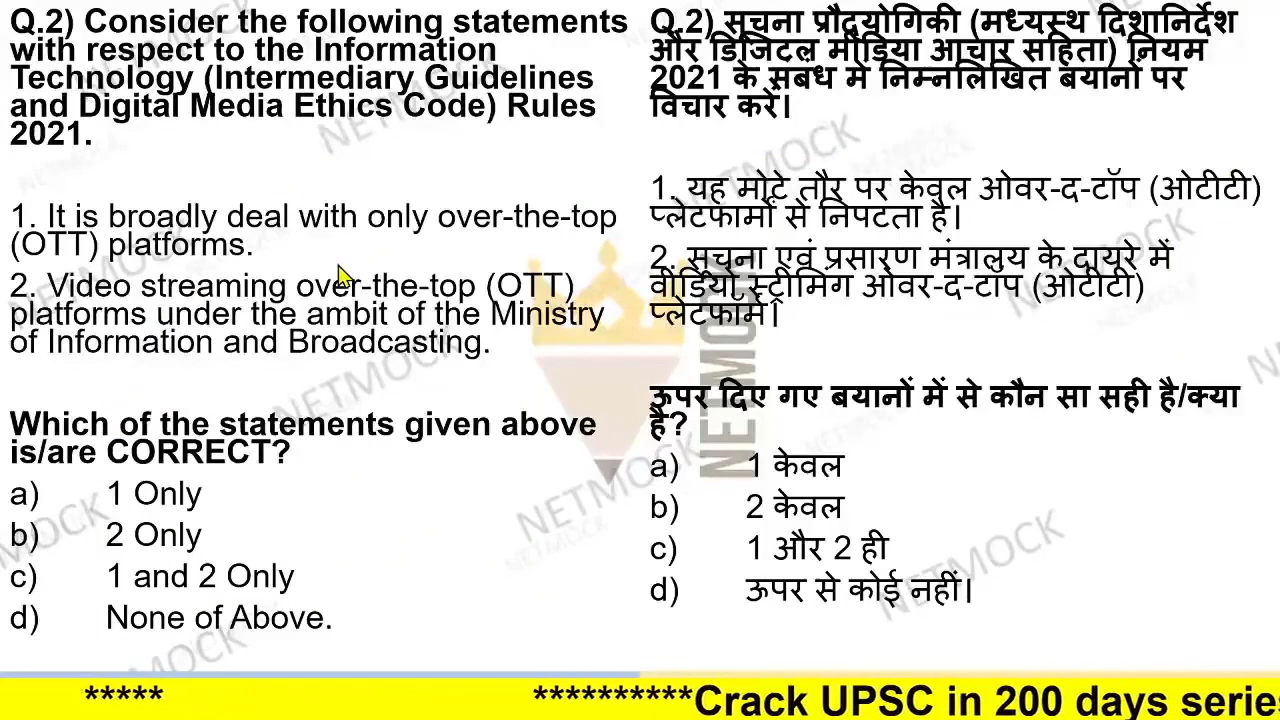 Q.2) Consider the following statements
with respect to the Information
Technology (Intermediary Guidelines
and Digital Media Ethics Code) Rules
2021.
1. It is broadly deal with only over-the-top
(OTT) platforms.
2. Video streaming over-the-top (OTT)
platforms under the ambit of the Ministry
of Information and Broadcasting.
Which of the statements given above
is/are CORRECT?
a) 1 Only
b) 2 Only
c) 1 and 2 Only
d) None of Above.
Q.2) सूचना प्रौद्योगिकी (मध्यस्थ दिशानिर्देश
और डिजिटल मीडिया आचार संहिता) नियम
2021 के संबंध में निम्नलिखित बयानों पर
विचार करें।
1. यह मोटे तौर पर केवल ओवर-द-टॉप (ओटीटी)
प्लेटफार्मों से निपटता है।
2. सूचना एवं प्रसारण मंत्रालय के दायरे में
वीडियो स्ट्रीमिंग ओवर-द-टॉप (ओटीटी)
प्लेटफॉर्म।
ऊपर दिए गए बयानों में से कौन सा सही है/क्या
है?
a) 1 केवल
b) 2 केवल
c) 1 और 2 ही
d) ऊपर से कोई नहीं।
NETMOCK
***** **********Crack UPSC in 200 days serie